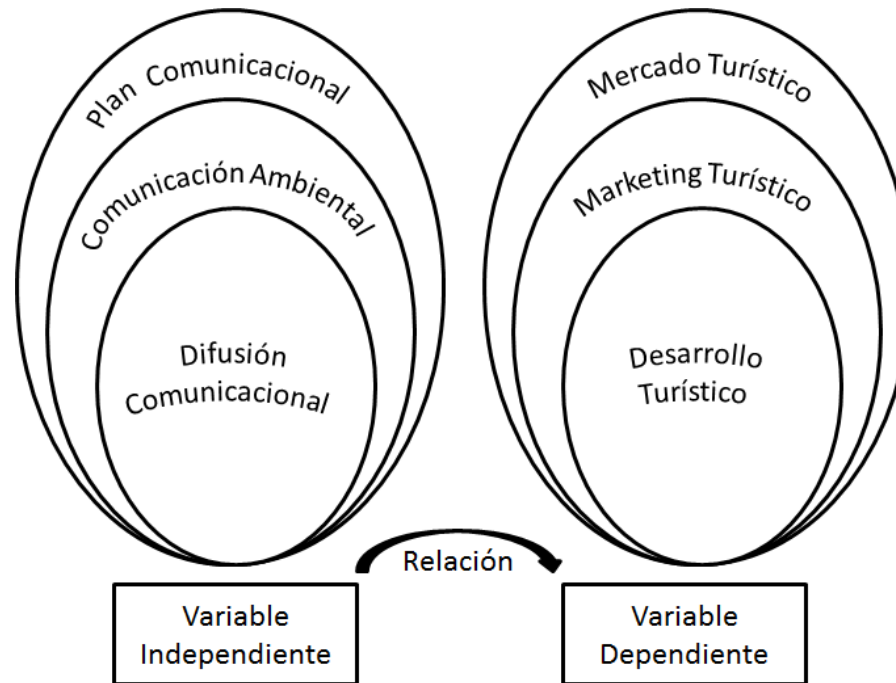 Plan Comunicacional
Comunicación Ambiental
Difusión
Comunicacional
Mercado Turístico
Marketing Turístico
Desarrollo
Turístico
Relación
Variable
Independiente
Variable
Dependiente